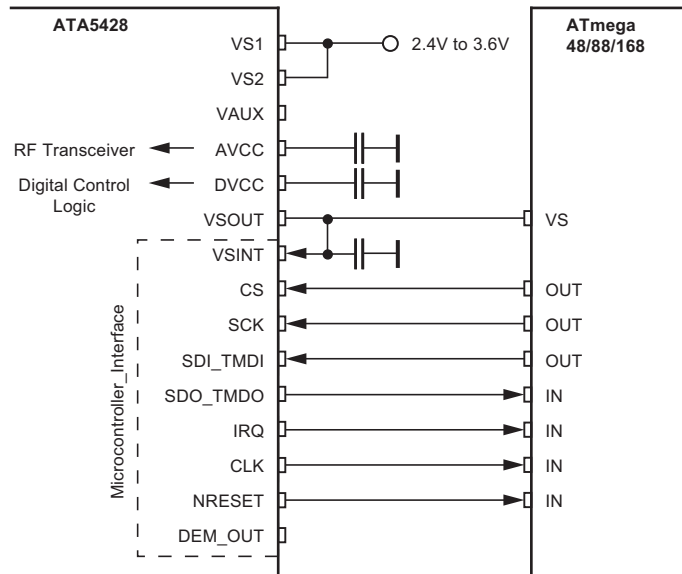 ATA5428
ATmega
48/88/168
VS1
2.4V to 3.6V
VS2
VAUX
RF Transceiver
AVCC
Digital Control
Logic
DVCC
VSOUT
VS
VSINT
CS
OUT
SCK
OUT
SDI_TMDI
OUT
SDO_TMDO
IN
IRQ
IN
CLK
IN
NRESET
IN
DEM_OUT
Microcontroller_Interface